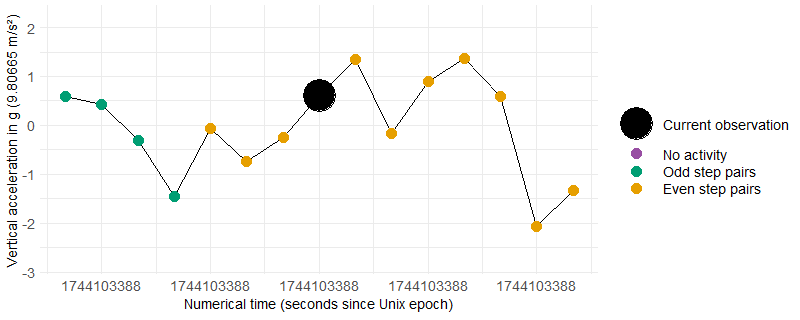 Vertical acceleration in g (9.80665 m/s²)
2
1
0
-1
-2
-3
1744103388 1744103388 1744103388 1744103388 1744103388
Numerical time (seconds since Unix epoch)
Current observation
No activity
Odd step pairs
Even step pairs